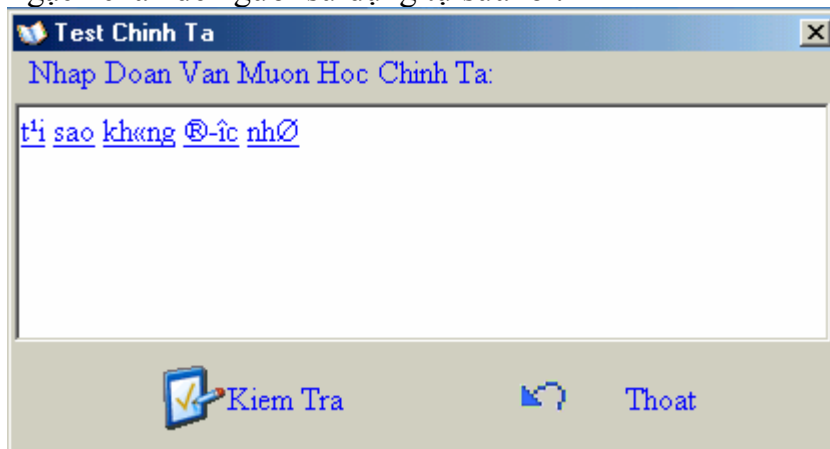 Test Chinh Ta
Nhap Doan Van Muon Hoc Chinh Ta:
t¹i sao kh«ng ®-îc nhØ
Kiem Tra
Thoat